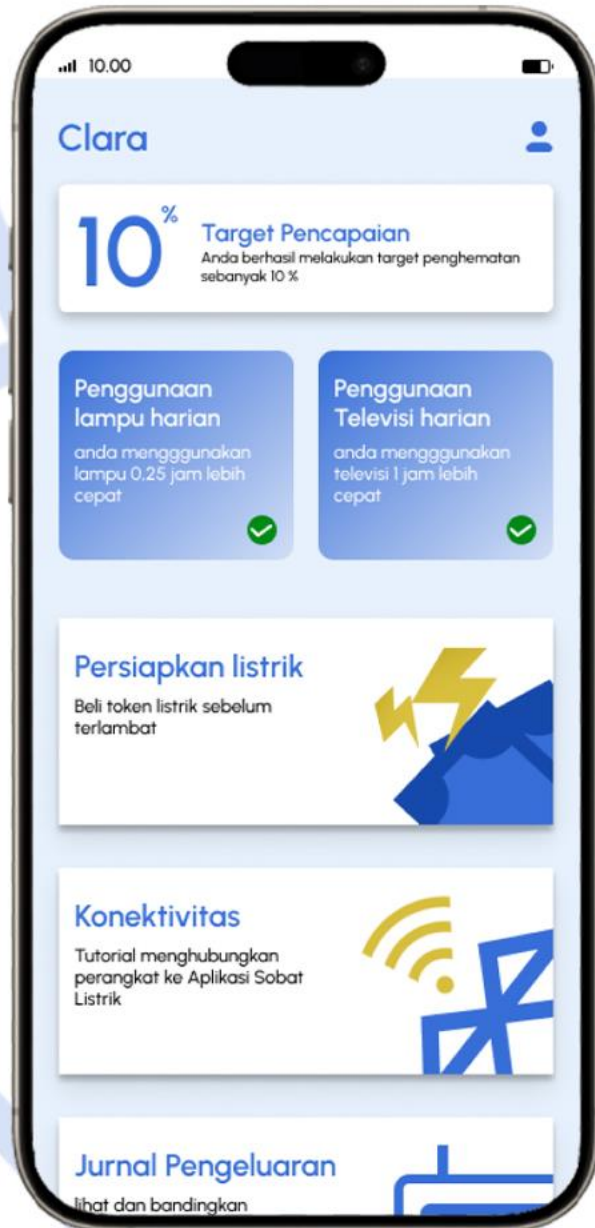 10.00
Clara
10%
Target Pencapaian
Anda berhasil melakukan target penghematan
sebanyak 10 %
Penggunaan
lampu harian
anda mengggunakan
lampu 0,25 jam lebih
cepat
Penggunaan
Televisi harian
anda mengggunakan
televisi 1 jam lebih
cepat
Persiapkan listrik
Beli token listrik sebelum
terlambat
Konektivitas
Tutorial menghubungkan
perangkat ke Aplikasi Sobat
Listrik
Jurnal Pengeluaran
lihat dan bandingkan